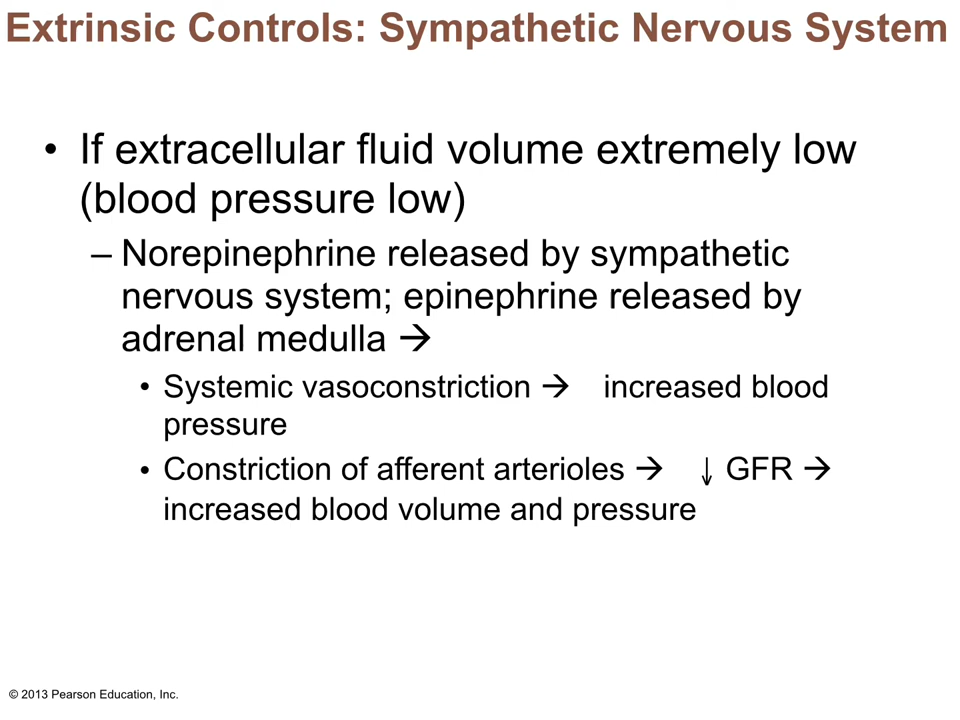 Extrinsic Controls: Sympathetic Nervous System
• If extracellular fluid volume extremely low
(blood pressure low)
– Norepinephrine released by sympathetic
nervous system; epinephrine released by
adrenal medulla →
• Systemic vasoconstriction → increased blood
pressure
• Constriction of afferent arterioles → ↓ GFR →
increased blood volume and pressure
© 2013 Pearson Education, Inc.